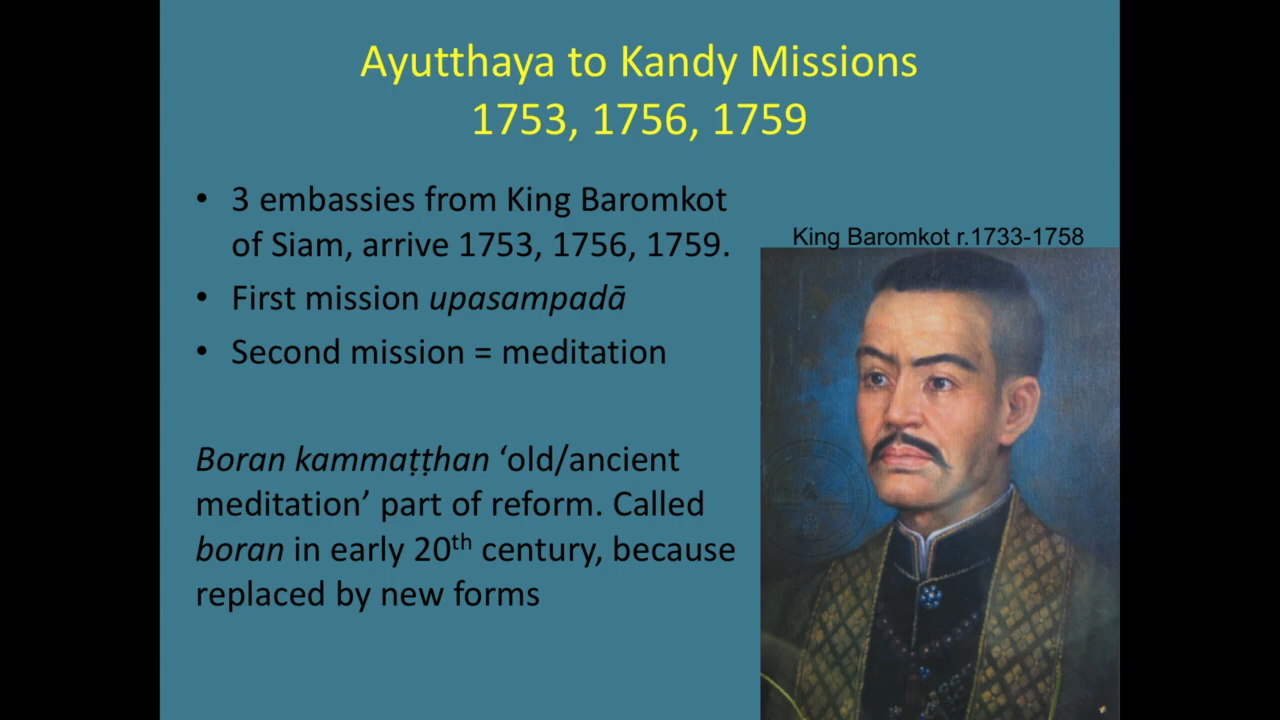 Ayutthaya to Kandy Missions
1753, 1756, 1759
• 3 embassies from King Baromkot
of Siam, arrive 1753, 1756, 1759.
• First mission upasampadā
• Second mission = meditation
King Baromkot r.1733-1758
Boran kammaṭṭhan ‘old/ancient
meditation’ part of reform. Called
boran in early 20th century, because
replaced by new forms